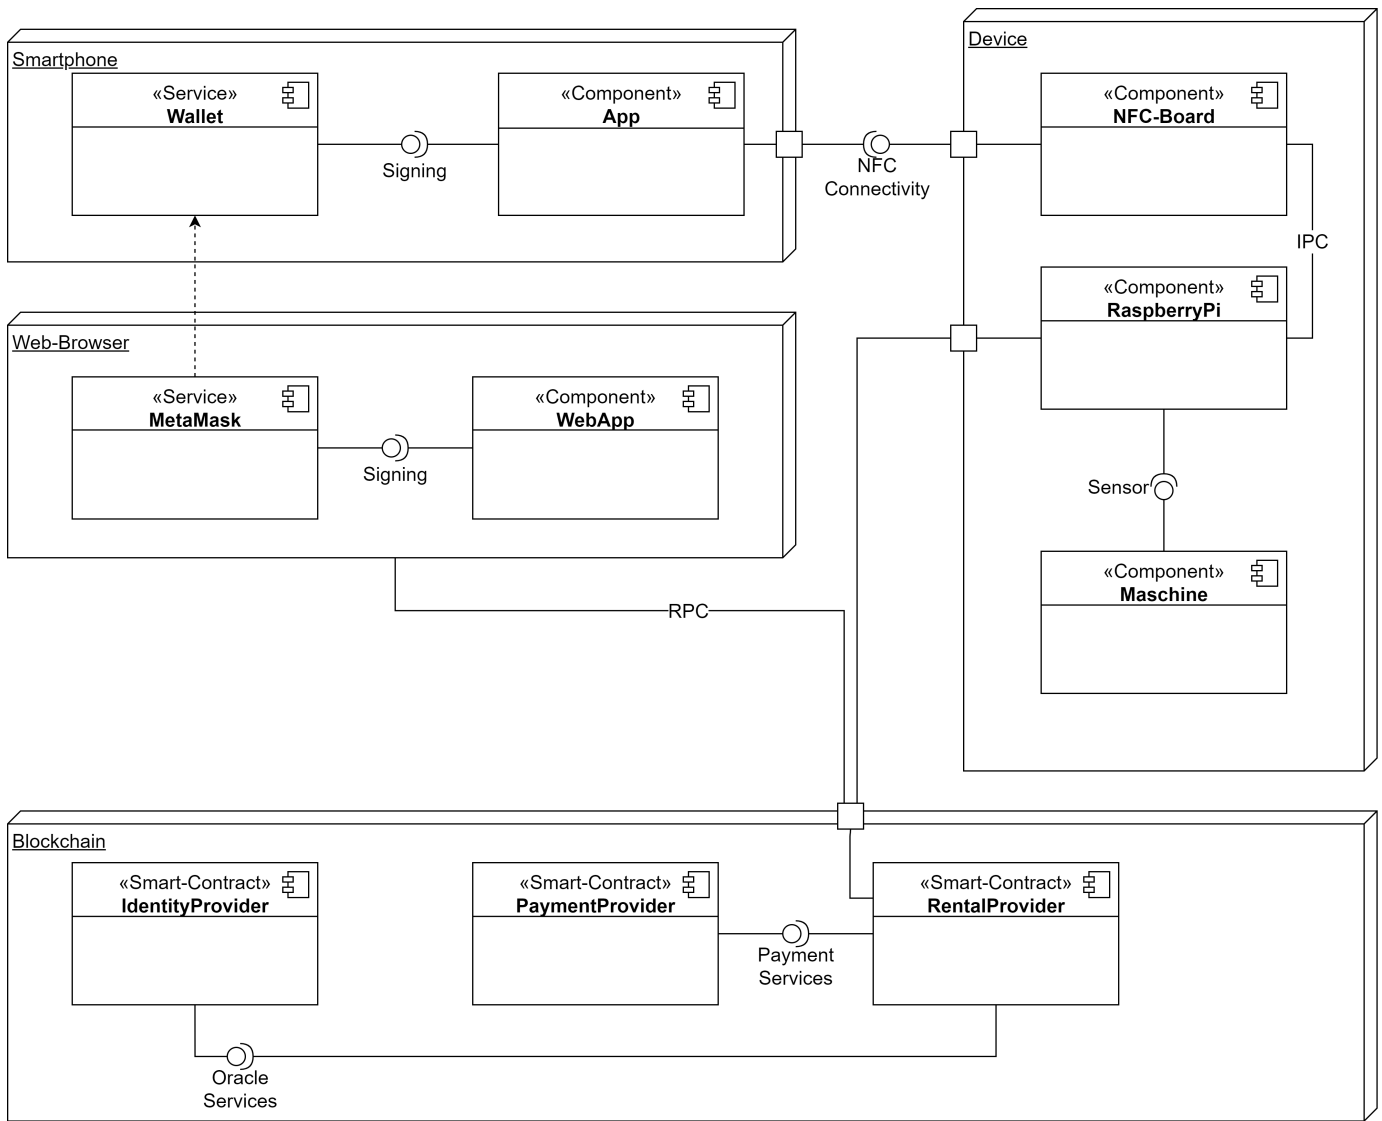 Smartphone
«Service»
Wallet
Signing
«Component»
App
NFC
Connectivity
Device
«Component»
NFC-Board
IPC
«Component»
RaspberryPi
Sensor
«Component»
Maschine
Web-Browser
«Service»
MetaMask
Signing
«Component»
WebApp
RPC
Blockchain
«Smart-Contract»
IdentityProvider
«Smart-Contract»
PaymentProvider
Payment
Services
«Smart-Contract»
RentalProvider
Oracle
Services